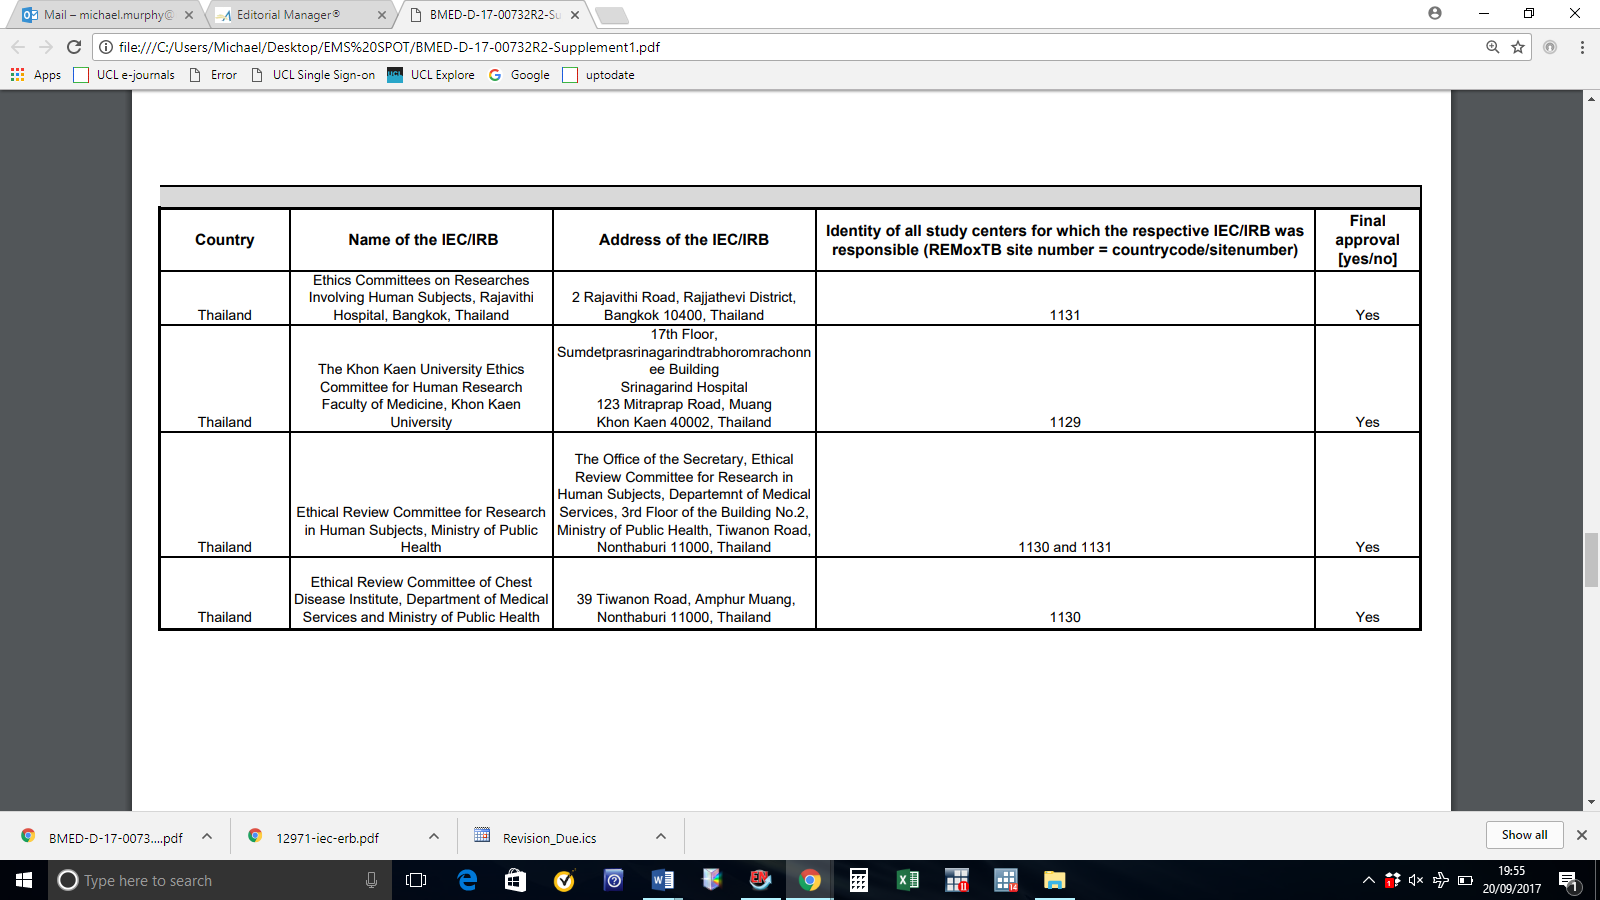 Mail – michael.murphy@
Editorial Manager®
BMED-D-17-00732R2-Su
file:///C:/Users/Michael/Desktop/EMS%20SPOT/BMED-D-17-00732R2-Supplement1.pdf
Apps
UCL e-journals
Error
UCL Single Sign-on
UCL Explore
Google
uptodate
Country
Name of the IEC/IRB
Address of the IEC/IRB
Identity of all study centers for which the respective IEC/IRB was
responsible (REMoxTB site number = countrycode/sitenumber)
Final
approval
[yes/no]
Thailand
Ethics Committees on Researches
Involving Human Subjects, Rajavithi
Hospital, Bangkok, Thailand
2 Rajavithi Road, Rajjathevi District,
Bangkok 10400, Thailand
1131
Yes
Thailand
The Khon Kaen University Ethics
Committee for Human Research
Faculty of Medicine, Khon Kaen
University
17th Floor,
Sumdetprasrinagarindtrabhoromrachonn
ee Building
Srinagarind Hospital
123 Mitraprap Road, Muang
Khon Kaen 40002, Thailand
1129
Yes
Thailand
Ethical Review Committee for Research
in Human Subjects, Ministry of Public
Health
The Office of the Secretary, Ethical
Review Committee for Research in
Human Subjects, Departemnt of Medical
Services, 3rd Floor of the Building No.2,
Ministry of Public Health, Tiwanon Road,
Nonthaburi 11000, Thailand
1130 and 1131
Yes
Thailand
Ethical Review Committee of Chest
Disease Institute, Department of Medical
Services and Ministry of Public Health
39 Tiwanon Road, Amphur Muang,
Nonthaburi 11000, Thailand
1130
Yes
BMED-D-17-0073....pdf
12971-iec-erb.pdf
Revision_Due.ics
Show all
Type here to search
19:55
20/09/2017